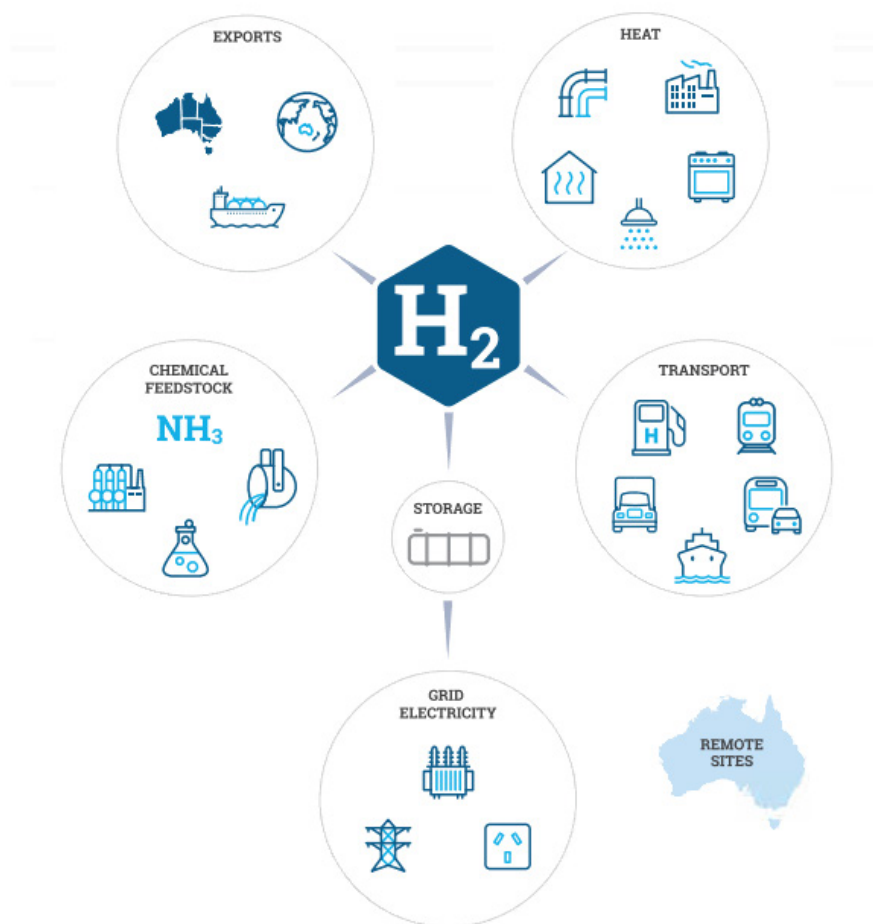 EXPORTS
HEAT
H2
CHEMICAL
FEEDSTOCK
NH3
TRANSPORT
H
STORAGE
GRID
ELECTRICITY
REMOTE
SITES